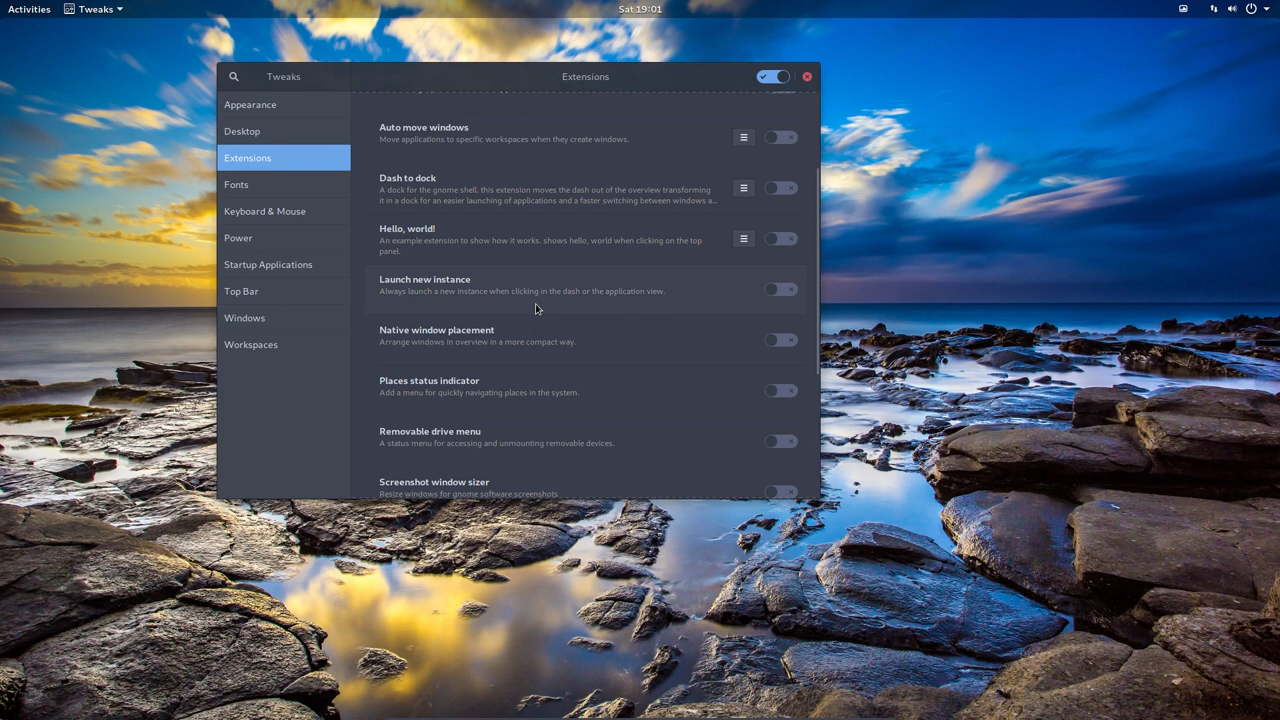 Activities
Tweaks
Sat 19:01
Tweaks
Extensions
Appearance
Desktop
Extensions
Fonts
Keyboard & Mouse
Power
Startup Applications
Top Bar
Windows
Workspaces
Auto move windows
Move applications to specific workspaces when they create windows.
Dash to dock
A dock for the gnome shell. this extension moves the dash out of the overview transforming
it in a dock for an easier launching of applications and a faster switching between windows a...
Hello, world!
An example extension to show how it works. shows hello, world when clicking on the top
panel.
Launch new instance
Always launch a new instance when clicking in the dash or the application view.
Native window placement
Arrange windows in overview in a more compact way.
Places status indicator
Add a menu for quickly navigating places in the system.
Removable drive menu
A status menu for accessing and unmounting removable devices.
Screenshot window sizer
Resize windows for gnome software screenshots